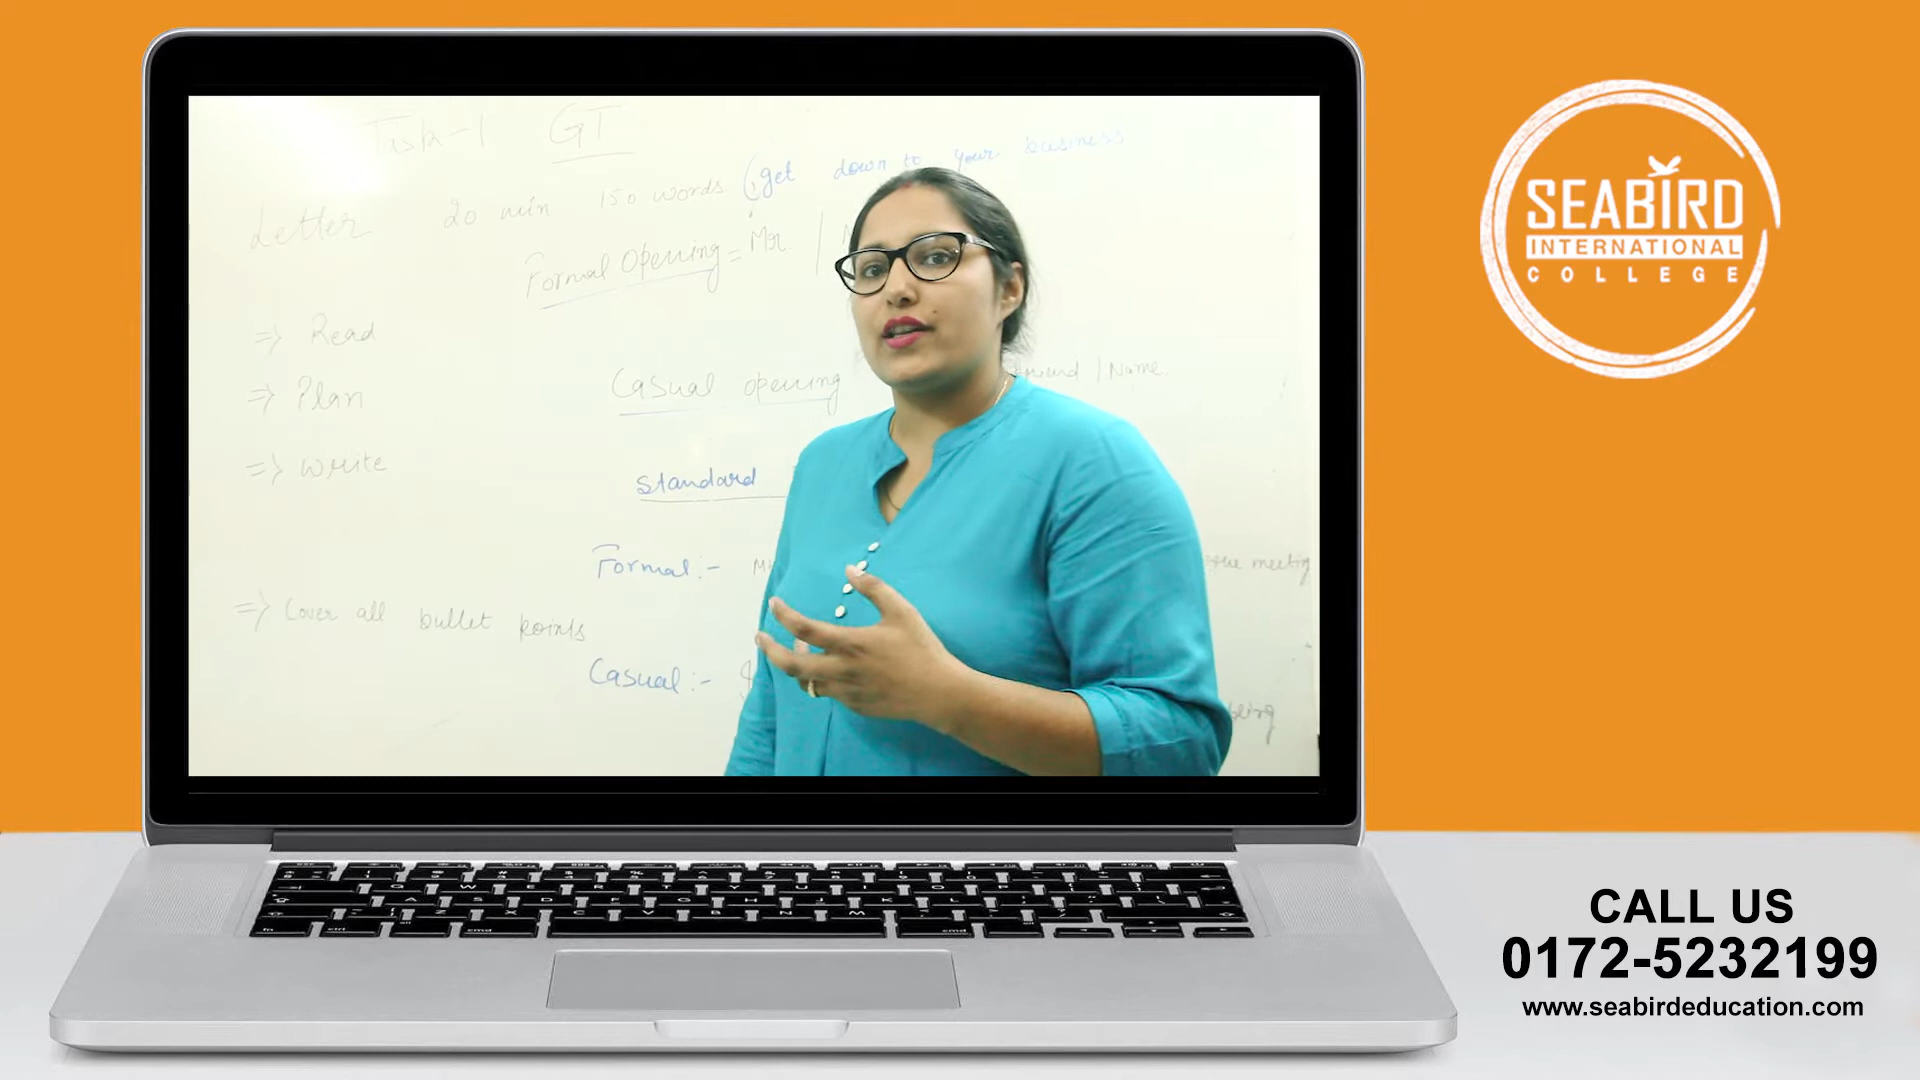 Task-1 GT
Letter 20 min 150 words (get down to your business
Formal Opening = Mr /
=> Read
Casual opening / Name
=> Plan
=> Write
Standard
Formal :- the meeting
=> Cover all bullet points
Casual :-
SEABIRD
INTERNATIONAL
COLLEGE
CALL US
0172-5232199
www.seabirdeducation.com